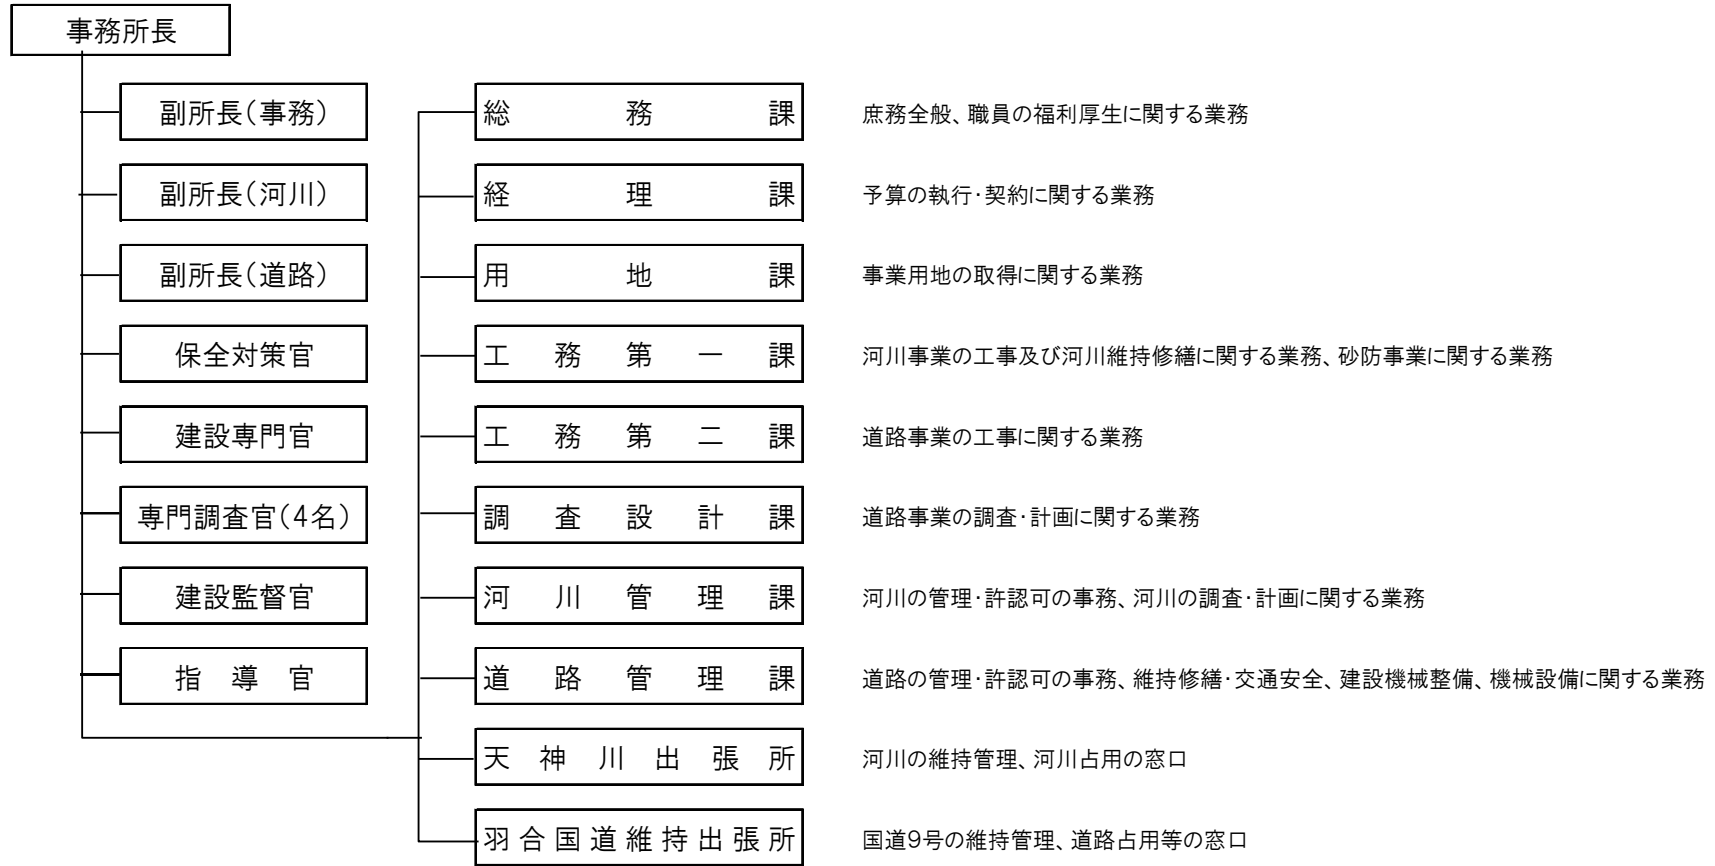 事務所長
副所長(事務)
副所長(河川)
副所長(道路)
保全対策官
建設専門官
専門調査官(4名)
建設監督官
指導官
総務課 庶務全般、職員の福利厚生に関する業務
経理課 予算の執行・契約に関する業務
用地課 事業用地の取得に関する業務
工務第一課 河川事業の工事及び河川維持修繕に関する業務、砂防事業に関する業務
工務第二課 道路事業の工事に関する業務
調査設計課 道路事業の調査・計画に関する業務
河川管理課 河川の管理・許認可の事務、河川の調査・計画に関する業務
道路管理課 道路の管理・許認可の事務、維持修繕・交通安全、建設機械整備、機械設備に関する業務
天神川出張所 河川の維持管理、河川占用の窓口
羽合国道維持出張所 国道9号の維持管理、道路占用等の窓口